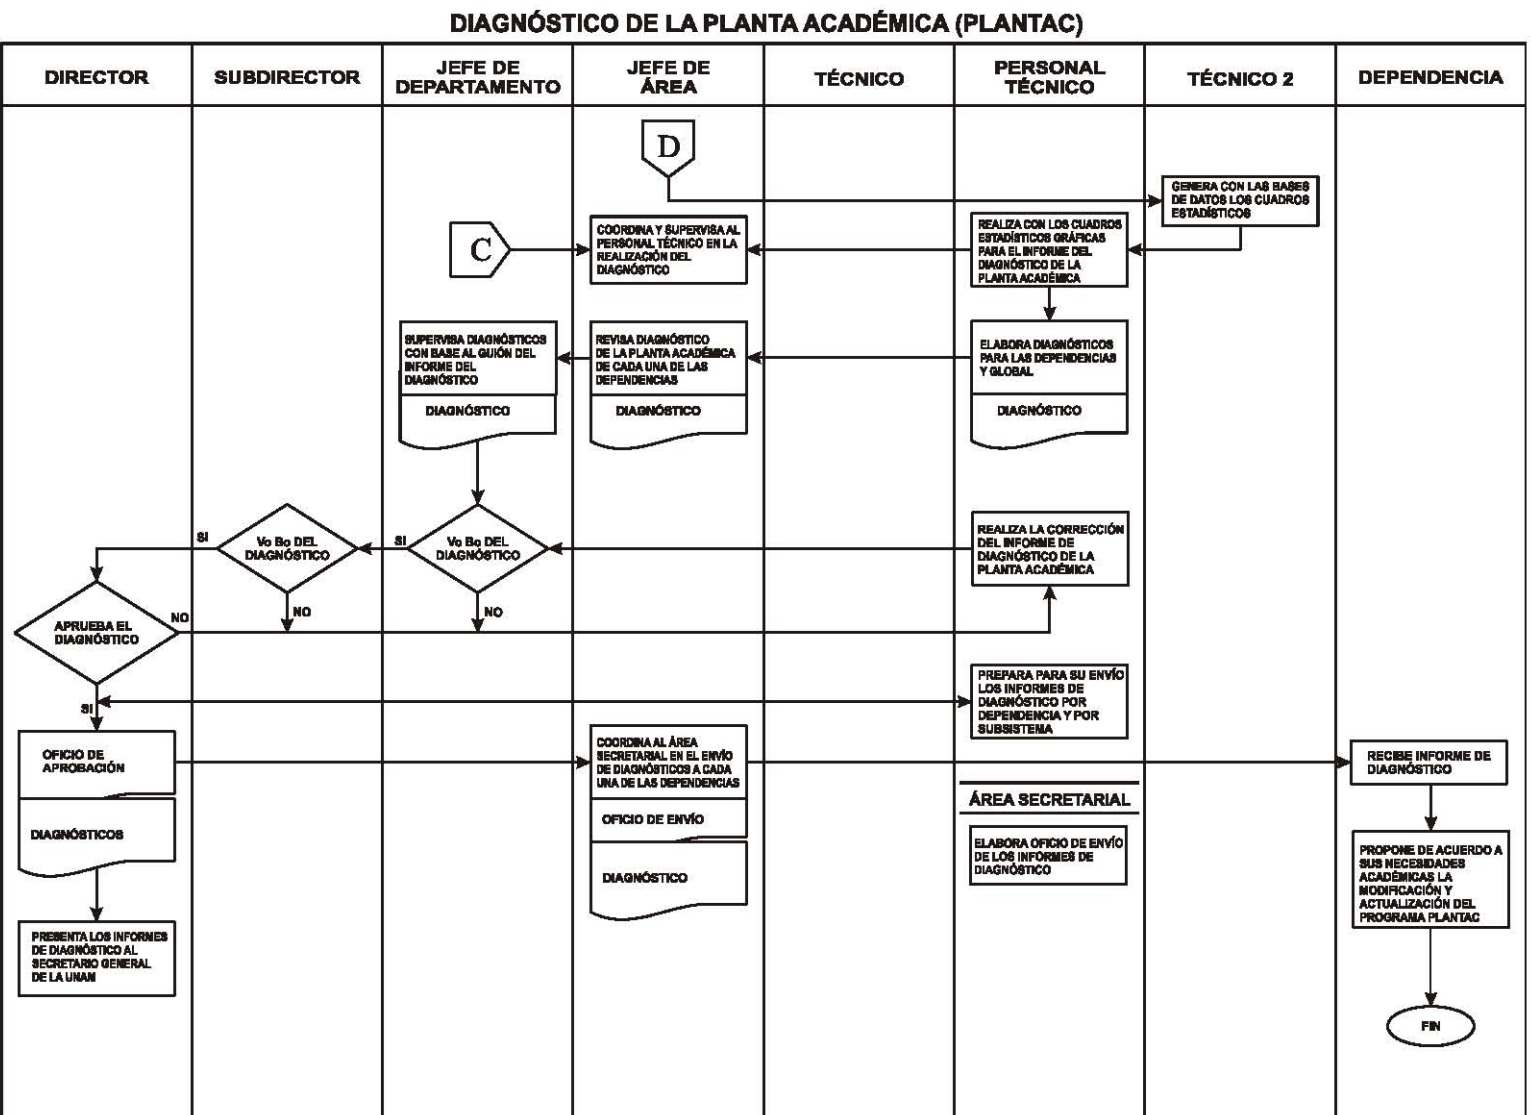 DIAGNÓSTICO DE LA PLANTA ACADÉMICA (PLANTAC)
DIRECTOR
SUBDIRECTOR
JEFE DE
DEPARTAMENTO
JEFE DE
ÁREA
TÉCNICO
PERSONAL
TÉCNICO
TÉCNICO 2
DEPENDENCIA
D
GENERA CON LAS BASES
DE DATOS LOS CUADROS
ESTADÍSTICOS
C
COORDINA Y SUPERVISA AL
PERSONAL TÉCNICO EN LA
REALIZACIÓN DEL
DIAGNÓSTICO
REALIZA CON LOS CUADROS
ESTADÍSTICOS GRÁFICAS
PARA EL INFORME DEL
DIAGNÓSTICO DE LA
PLANTA ACADÉMICA
SUPERVISA DIAGNÓSTICOS
CON BASE AL GUIÓN DEL
INFORME DEL
DIAGNÓSTICO
DIAGNÓSTICO
REVISA DIAGNÓSTICO
DE LA PLANTA ACADÉMICA
DE CADA UNA DE LAS
DEPENDENCIAS
DIAGNÓSTICO
ELABORA DIAGNÓSTICOS
PARA LAS DEPENDENCIAS
Y GLOBAL
DIAGNÓSTICO
SI
Vo Bo DEL
DIAGNÓSTICO
NO
SI
Vo Bo DEL
DIAGNÓSTICO
NO
REALIZA LA CORRECCIÓN
DEL INFORME DE
DIAGNÓSTICO DE LA
PLANTA ACADÉMICA
APRUEBA EL
DIAGNÓSTICO
NO
SI
PREPARA PARA SU ENVÍO
LOS INFORMES DE
DIAGNÓSTICO POR
DEPENDENCIA Y POR
SUBSISTEMA
OFICIO DE
APROBACIÓN
DIAGNÓSTICOS
COORDINA AL ÁREA
SECRETARIAL EN EL ENVÍO
DE DIAGNÓSTICOS A CADA
UNA DE LAS DEPENDENCIAS
OFICIO DE ENVÍO
DIAGNÓSTICO
RECIBE INFORME DE
DIAGNÓSTICO
ÁREA SECRETARIAL
ELABORA OFICIO DE ENVÍO
DE LOS INFORMES DE
DIAGNÓSTICO
PROPONE DE ACUERDO A
SUS NECESIDADES
ACADÉMICAS LA
MODIFICACIÓN Y
ACTUALIZACIÓN DEL
PROGRAMA PLANTAC
PRESENTA LOS INFORMES
DE DIAGNÓSTICO AL
SECRETARIO GENERAL
DE LA UNAM
FIN